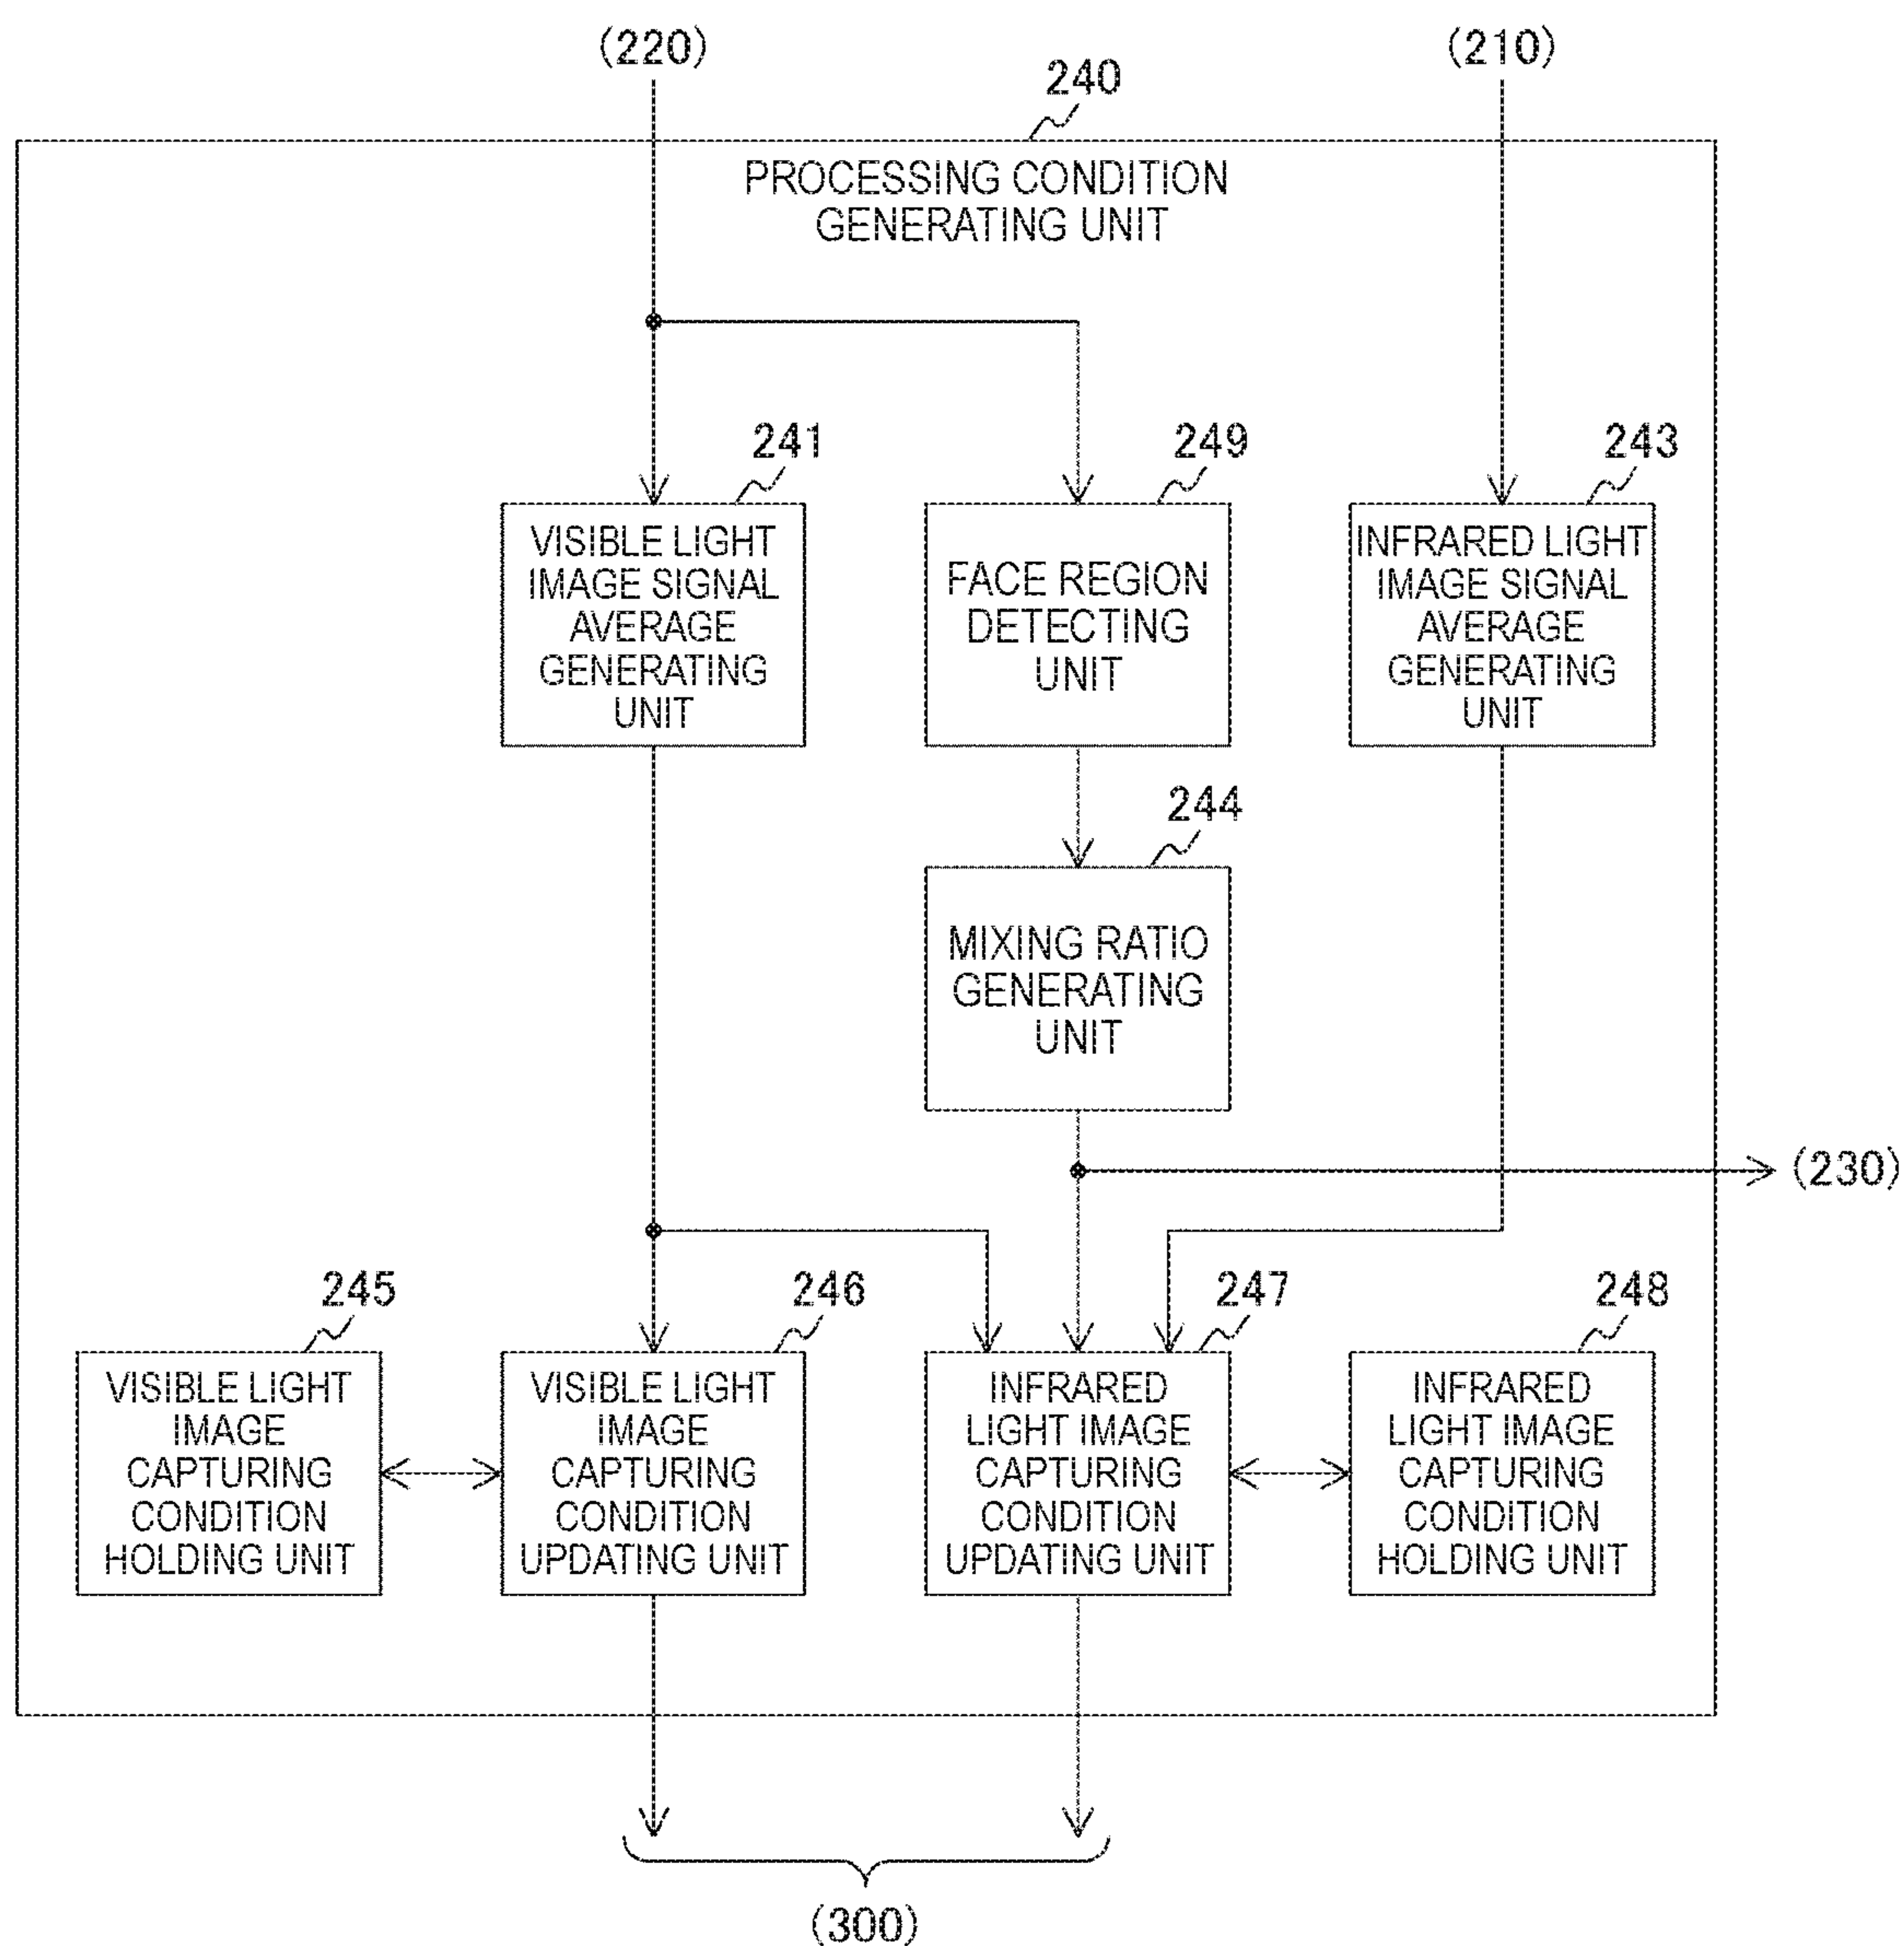 (220)
(210)
240
PROCESSING CONDITION
GENERATING UNIT
241
249
243
VISIBLE LIGHT
IMAGE SIGNAL
AVERAGE
GENERATING
UNIT
FACE REGION
DETECTING
UNIT
INFRARED LIGHT
IMAGE SIGNAL
AVERAGE
GENERATING
UNIT
244
MIXING RATIO
GENERATING
UNIT
(230)
245
246
247
248
VISIBLE LIGHT
IMAGE
CAPTURING
CONDITION
HOLDING UNIT
VISIBLE LIGHT
IMAGE
CAPTURING
CONDITION
UPDATING UNIT
INFRARED
LIGHT IMAGE
CAPTURING
CONDITION
UPDATING UNIT
INFRARED
LIGHT IMAGE
CAPTURING
CONDITION
HOLDING UNIT
(300)